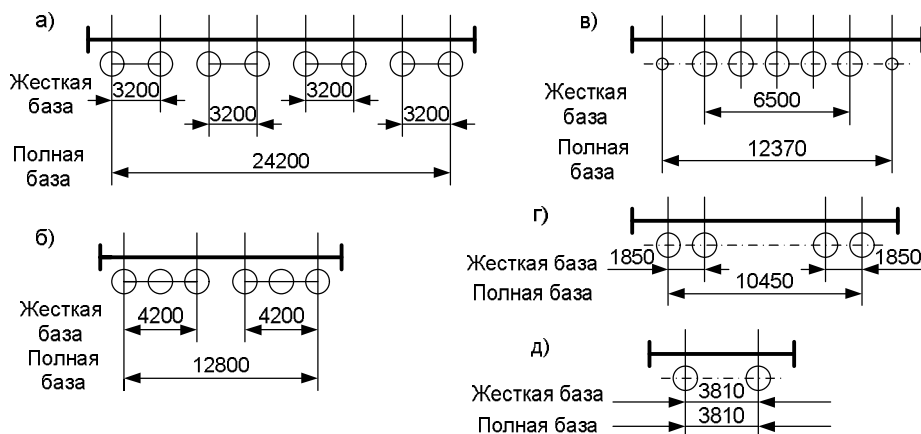 а)
Жесткая
база
3200
3200
3200
3200
Полная
база
24200
б)
Жесткая
база
4200
4200
Полная
база
12800
в)
Жесткая
база
6500
Полная
база
12370
г)
Жесткая база
1850
1850
Полная база
10450
д)
Жесткая база
3810
Полная база
3810